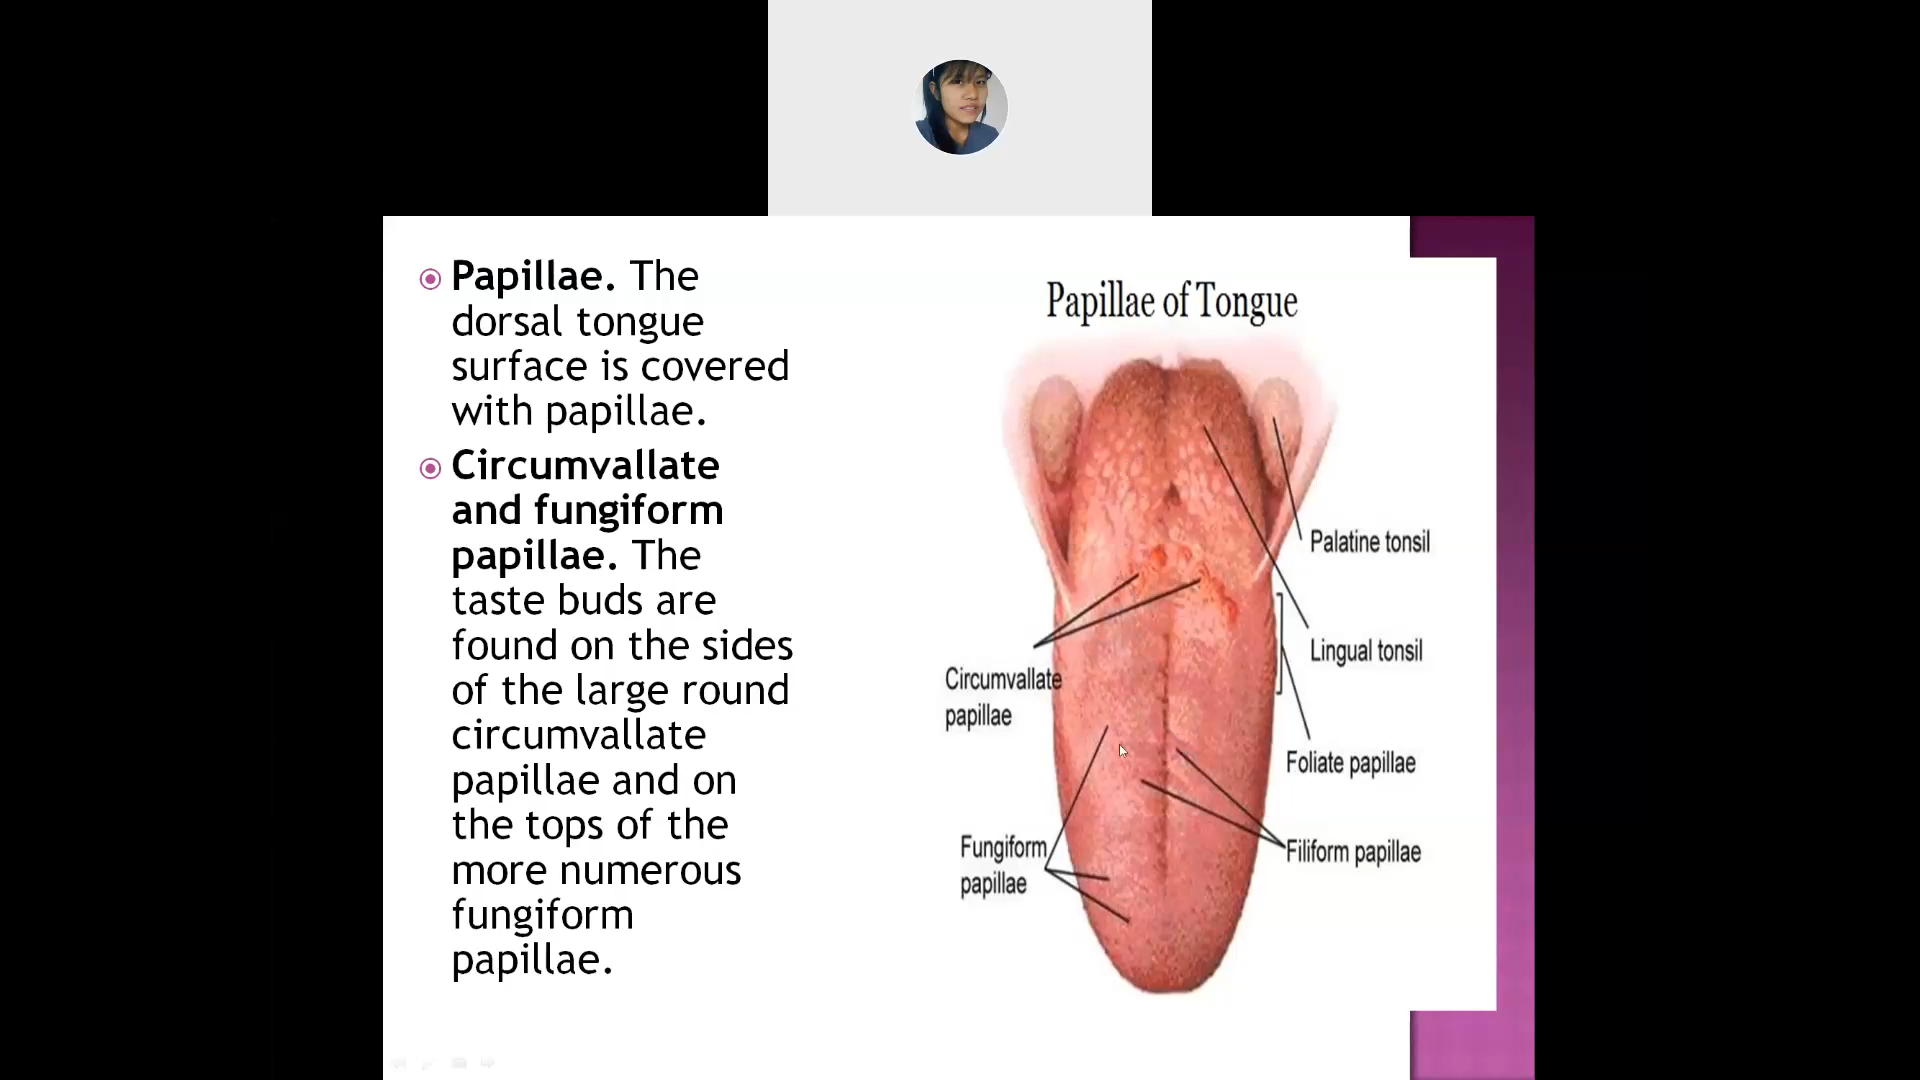 Papillae. The
dorsal tongue
surface is covered
with papillae.
Circumvallate
and fungiform
papillae. The
taste buds are
found on the sides
of the large round
circumvallate
papillae and on
the tops of the
more numerous
fungiform
papillae.
Papillae of Tongue
Palatine tonsil
Lingual tonsil
Circumvallate
papillae
Foliate papillae
Fungiform
papillae
Filiform papillae